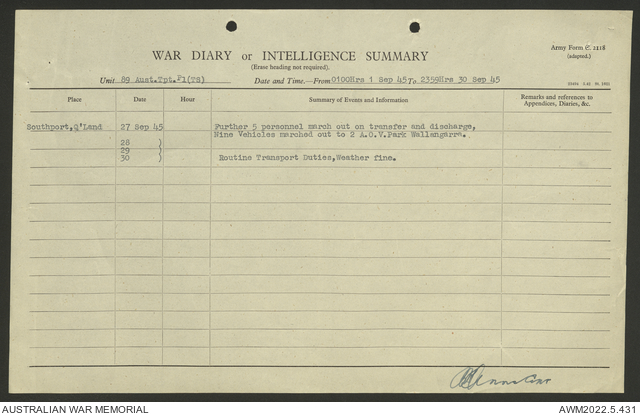 WAR DIARY or INTELLIGENCE SUMMARY
(Erase heading not required).
Army Form C. 2118
(adapted.)
Unit 89 Aust.Tpt.Pl(TS) Date and Time.—From 0100Hrs 1 Sep 45 To 2359Hrs 30 Sep 45
Place Date Hour Summary of Events and Information Remarks and references to
Appendices, Diaries, &c.
Southport,Q'Land 27 Sep 45 Further 5 personnel march out on transfer and discharge,
Nine Vehicles marched out to 2 A.O.V.Park Wallangarra.
28 )
29 )
30 ) Routine Transport Duties,Weather fine.
AUSTRALIAN WAR MEMORIAL
AWM2022.5.431